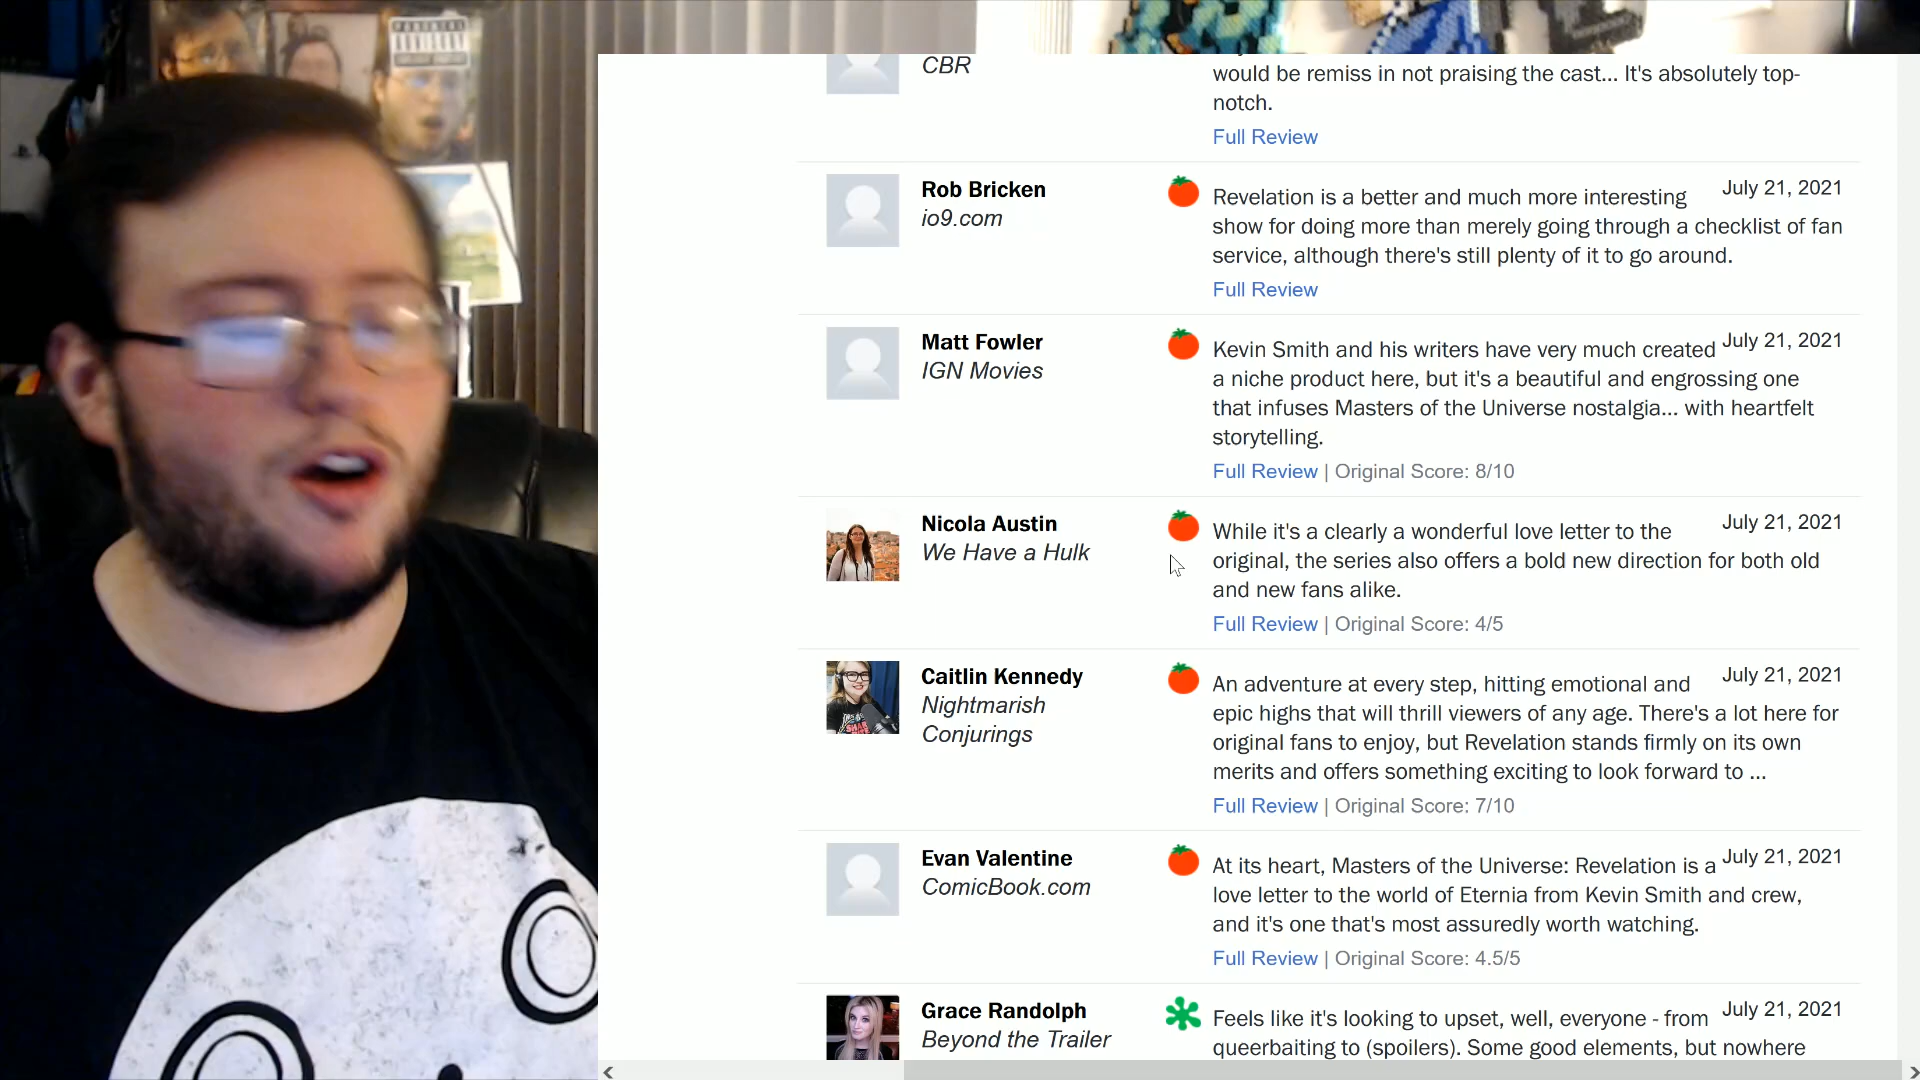 PARENTAL
ADVISORY
CBR
would be remiss in not praising the cast... It's absolutely top-
notch.
Full Review
Rob Bricken
io9.com
Revelation is a better and much more interesting
show for doing more than merely going through a checklist of fan
service, although there's still plenty of it to go around.
July 21, 2021
Full Review
Matt Fowler
IGN Movies
Kevin Smith and his writers have very much created
a niche product here, but it's a beautiful and engrossing one
that infuses Masters of the Universe nostalgia... with heartfelt
storytelling.
July 21, 2021
Full Review | Original Score: 8/10
Nicola Austin
We Have a Hulk
While it's a clearly a wonderful love letter to the
original, the series also offers a bold new direction for both old
and new fans alike.
July 21, 2021
Full Review | Original Score: 4/5
Caitlin Kennedy
Nightmarish
Conjurings
An adventure at every step, hitting emotional and
epic highs that will thrill viewers of any age. There's a lot here for
original fans to enjoy, but Revelation stands firmly on its own
merits and offers something exciting to look forward to ...
July 21, 2021
Full Review | Original Score: 7/10
Evan Valentine
ComicBook.com
At its heart, Masters of the Universe: Revelation is a
love letter to the world of Eternia from Kevin Smith and crew,
and it's one that's most assuredly worth watching.
July 21, 2021
Full Review | Original Score: 4.5/5
Grace Randolph
Beyond the Trailer
Feels like it's looking to upset, well, everyone - from
queerbaiting to (spoilers). Some good elements, but nowhere
July 21, 2021